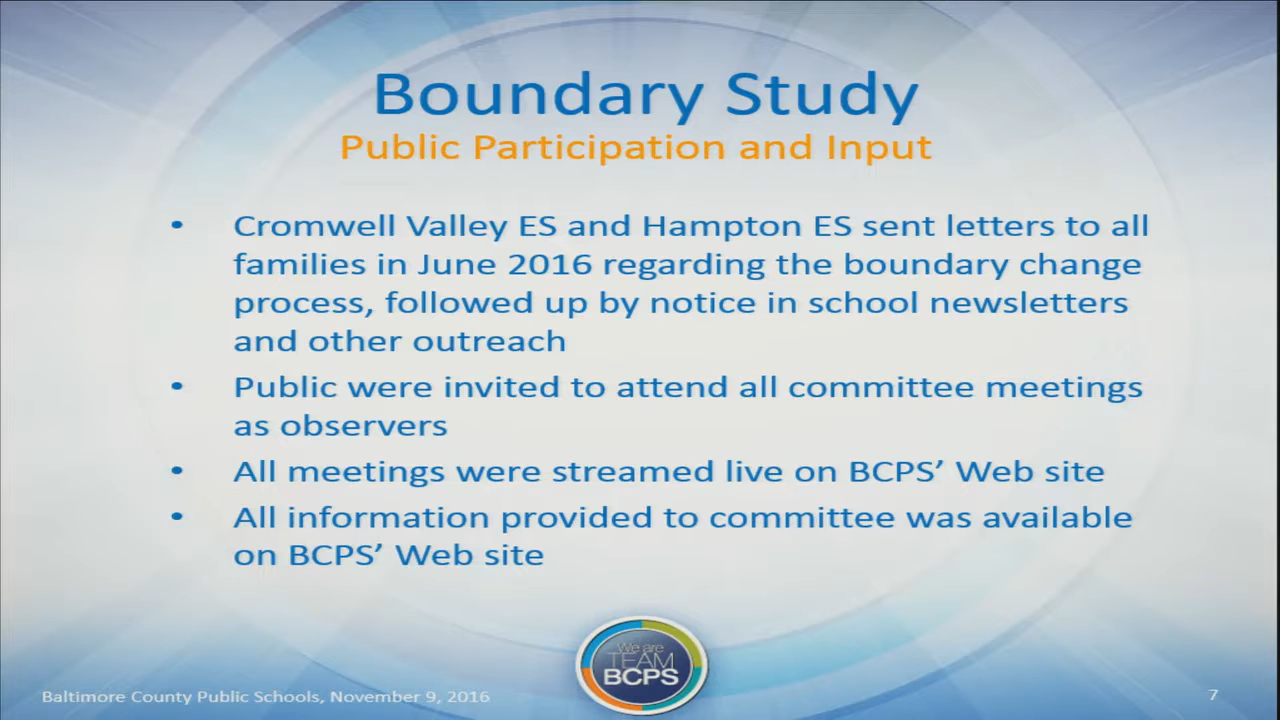 Boundary Study
Public Participation and Input
• Cromwell Valley ES and Hampton ES sent letters to all
families in June 2016 regarding the boundary change
process, followed up by notice in school newsletters
and other outreach
• Public were invited to attend all committee meetings
as observers
• All meetings were streamed live on BCPS’ Web site
• All information provided to committee was available
on BCPS’ Web site
We are
TEAM
BCPS
Baltimore County Public Schools, November 9, 2016
7